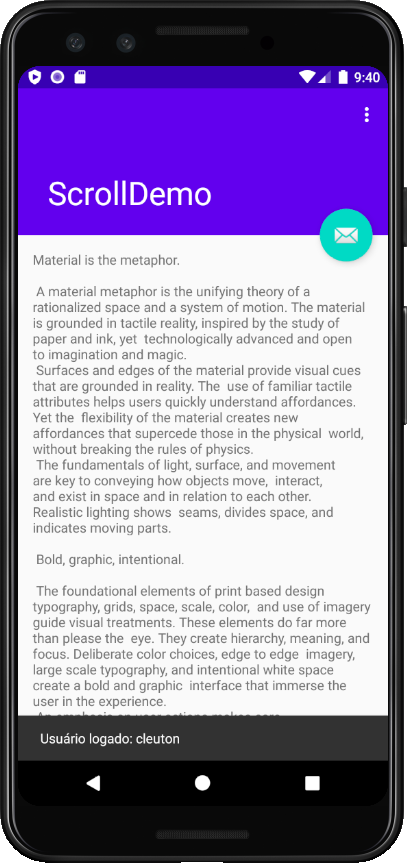 9:40
ScrollDemo
Material is the metaphor.
A material metaphor is the unifying theory of a
rationalized space and a system of motion. The material
is grounded in tactile reality, inspired by the study of
paper and ink, yet  technologically advanced and open
to imagination and magic.
Surfaces and edges of the material provide visual cues
that are grounded in reality. The  use of familiar tactile
attributes helps users quickly understand affordances.
Yet the  flexibility of the material creates new
affordances that supercede those in the physical  world,
without breaking the rules of physics.
The fundamentals of light, surface, and movement
are key to conveying how objects move,  interact,
and exist in space and in relation to each other.
Realistic lighting shows  seams, divides space, and
indicates moving parts.
Bold, graphic, intentional.
The foundational elements of print based design
typography, grids, space, scale, color,  and use of imagery
guide visual treatments. These elements do far more
than please the  eye. They create hierarchy, meaning, and
focus. Deliberate color choices, edge to edge  imagery,
large scale typography, and intentional white space
create a bold and graphic  interface that immerse the
user in the experience.
Usuário logado: cleuton